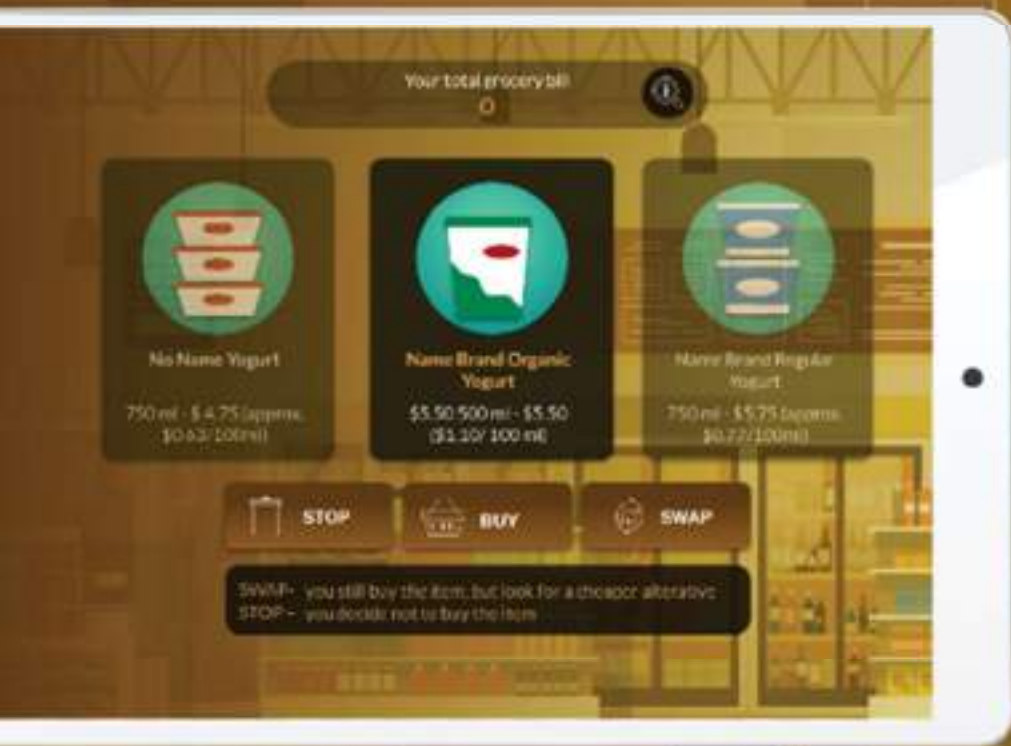 Your total grocery bill
0
No Name Yogurt
750 ml - $4.75 (approx.
$0.63/100ml)
Name Brand Organic
Yogurt
$5.50 500 ml - $5.50
($1.10/ 100 ml)
Name Brand Regular
Yogurt
750 ml - $5.75 (approx.
$0.77/100ml)
STOP
BUY
SWAP
SWAP- you still buy the item, but look for a cheaper alterative
STOP - you decide not to buy the item